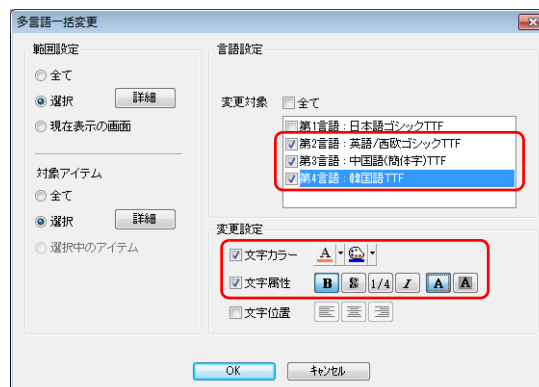 多言語一括変更
範囲設定
全て
選択 詳細
現在表示の画面
対象アイテム
全て
選択 詳細
選択中のアイテム
言語設定
変更対象 全て
第1言語:日本語ゴシックTTF
第2言語:英語/西欧ゴシックTTF
第3言語:中国語(簡体字)TTF
第4言語:韓国語TTF
変更設定
文字カラー A
文字属性 B S 1/4 I A A
文字位置
OK キャンセル